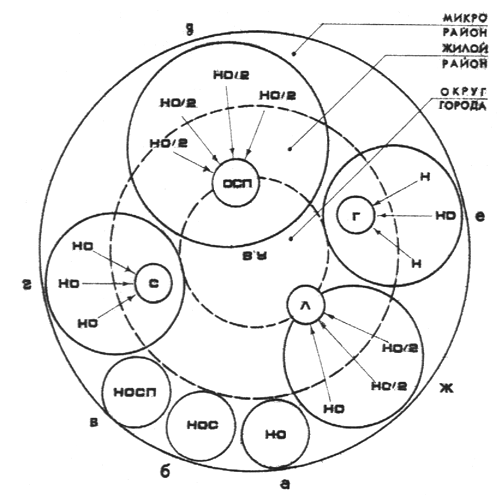 МИКРО
РАЙОН
ЖИЛОЙ
РАЙОН
ОКРУГ
ГОРОДА
д
НО/2
НО/2
НО/2
НО/2
ОСП
Н
Г
НО
Н
е
В.Я.
г
НО
НО
НО
С
Л
НО/2
НО/2
НО
ж
НОСП
в
НОС
б
НО
а